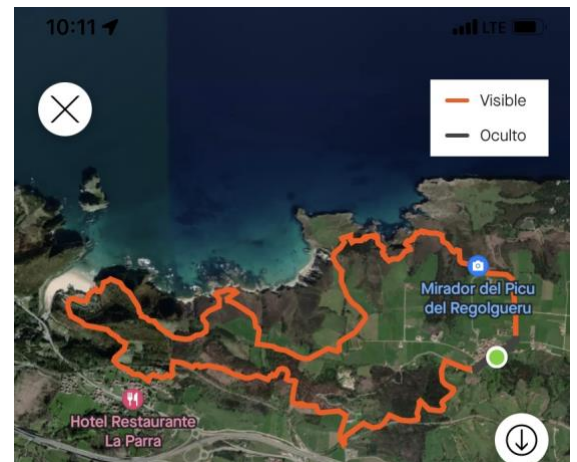 10:11
LTE
Visible
Oculto
Mirador del Picu
del Regolgueru
Hotel Restaurante
La Parra